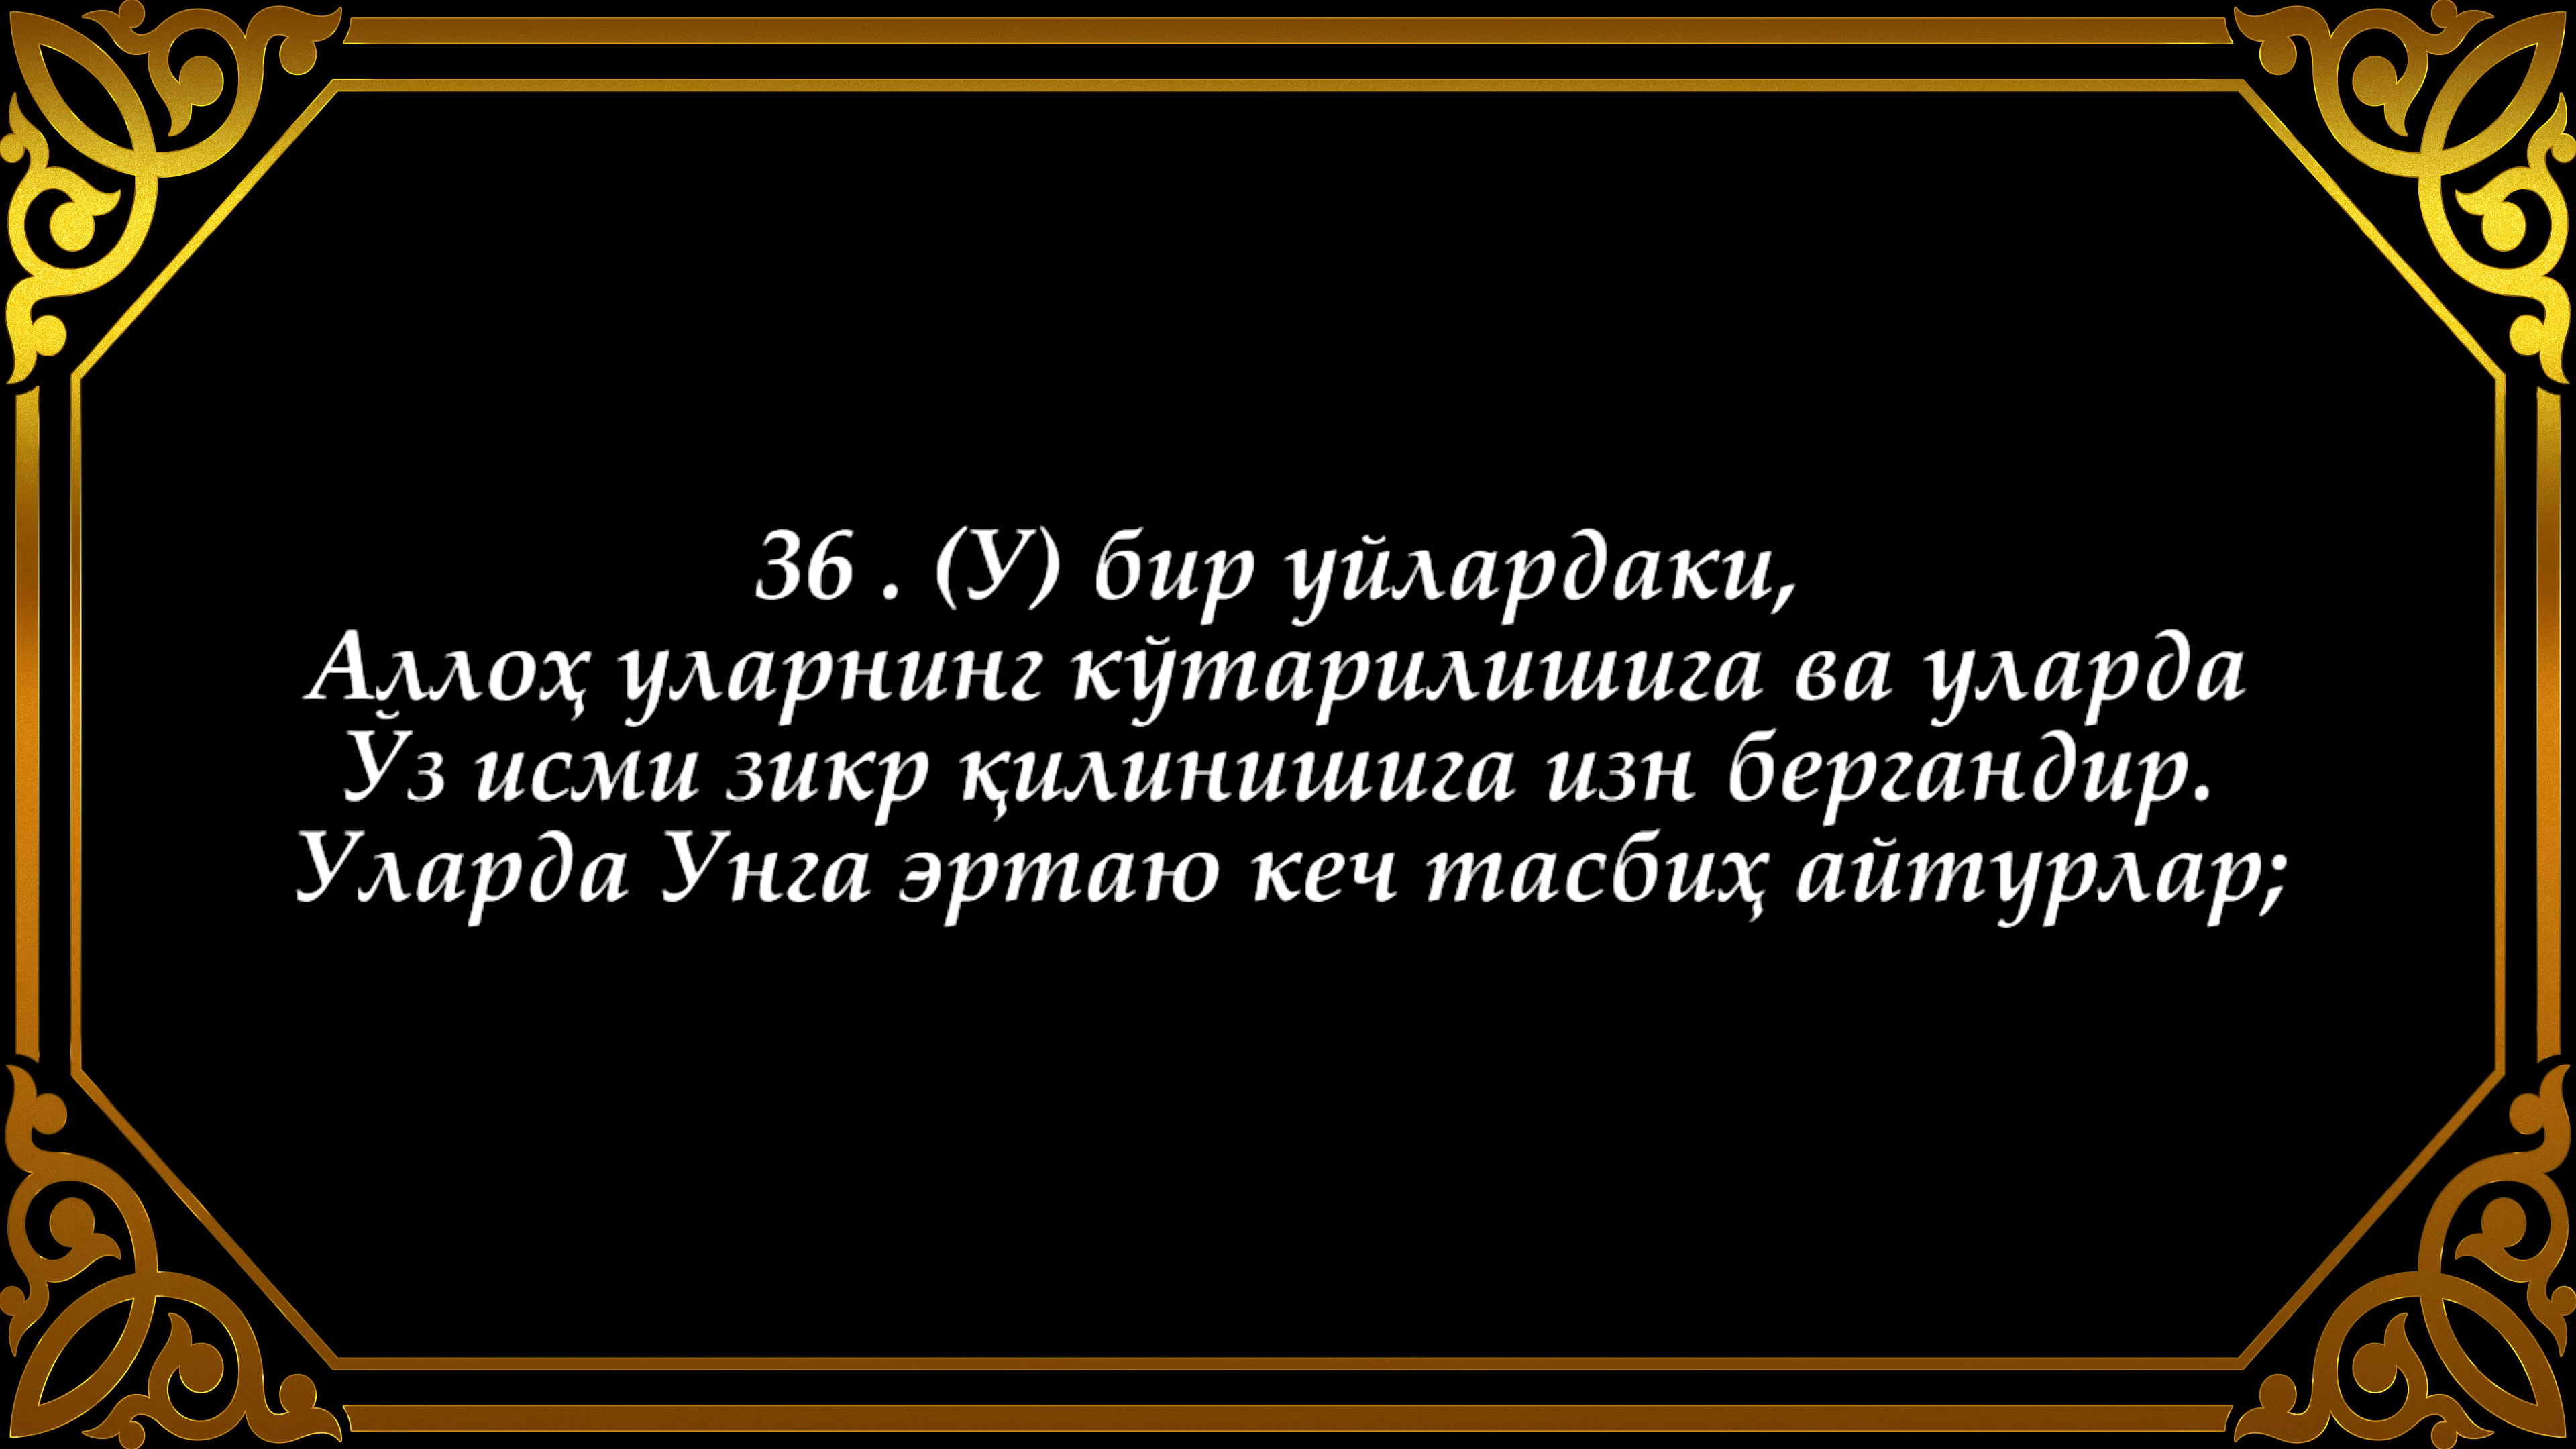 36 . (У) бир уйлардаки,
Аллоҳ уларнинг кўтарилишига ва уларда
Ўз исми зикр қилинишига изн бергандир.
Уларда Унга эртаю кеч тасбиҳ айтурлар;